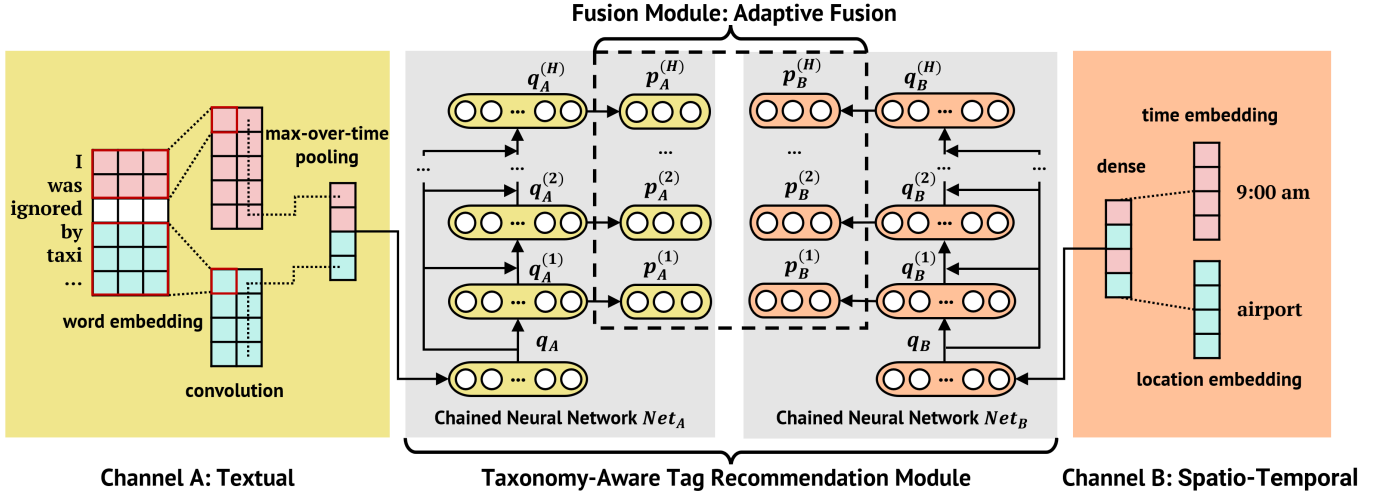 Fusion Module: Adaptive Fusion
I
was
ignored
by
taxi
...
word embedding
max-over-time
pooling
convolution
q_A^(H)
p_A^(H)
...
...
...
q_A^(2)
p_A^(2)
q_A^(1)
p_A^(1)
q_A
Chained Neural Network Net_A
p_B^(H)
q_B^(H)
...
...
...
p_B^(2)
q_B^(2)
p_B^(1)
q_B^(1)
q_B
Chained Neural Network Net_B
time embedding
dense
9:00 am
airport
location embedding
Channel A: Textual
Taxonomy-Aware Tag Recommendation Module
Channel B: Spatio-Temporal